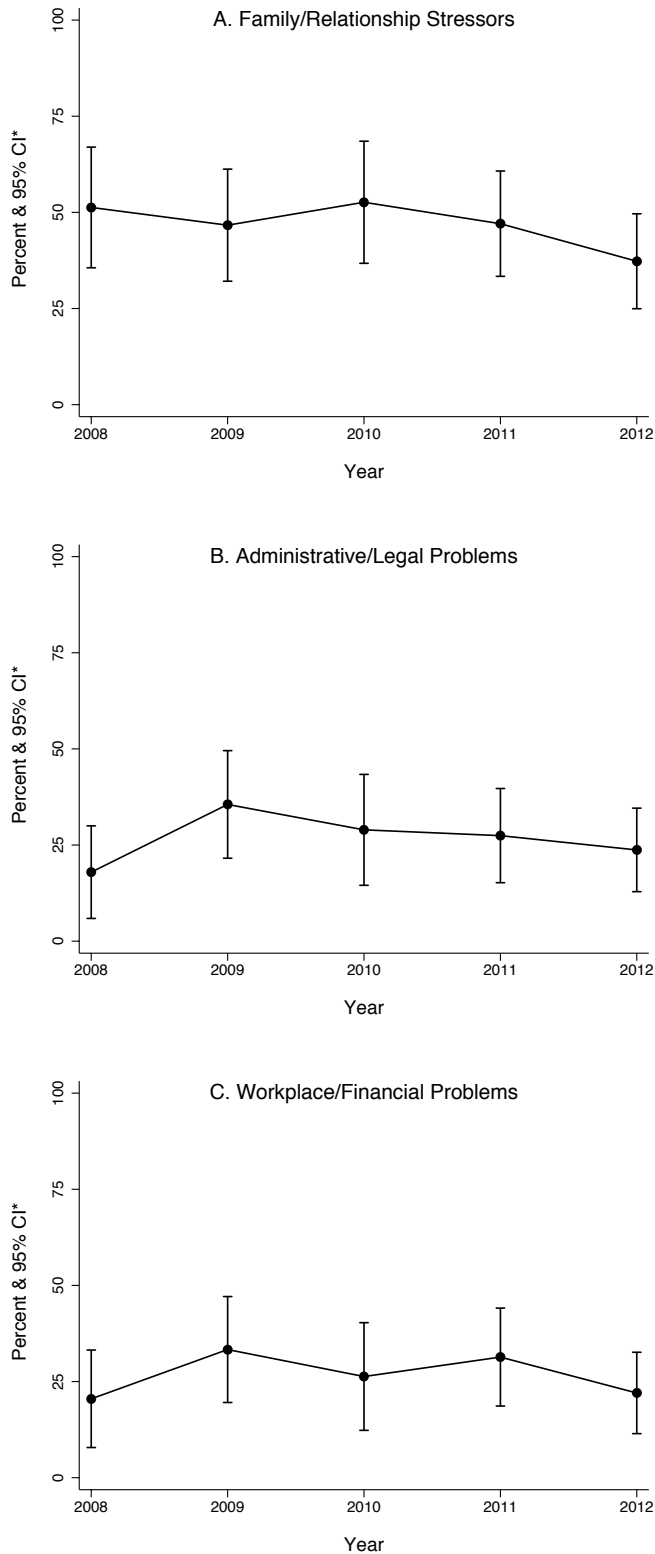 A. Family/Relationship Stressors
100
75
50
25
0
Percent & 95% CI*
2008 2009 2010 2011 2012
Year
B. Administrative/Legal Problems
100
75
50
25
0
Percent & 95% CI*
2008 2009 2010 2011 2012
Year
C. Workplace/Financial Problems
100
75
50
25
0
Percent & 95% CI*
2008 2009 2010 2011 2012
Year